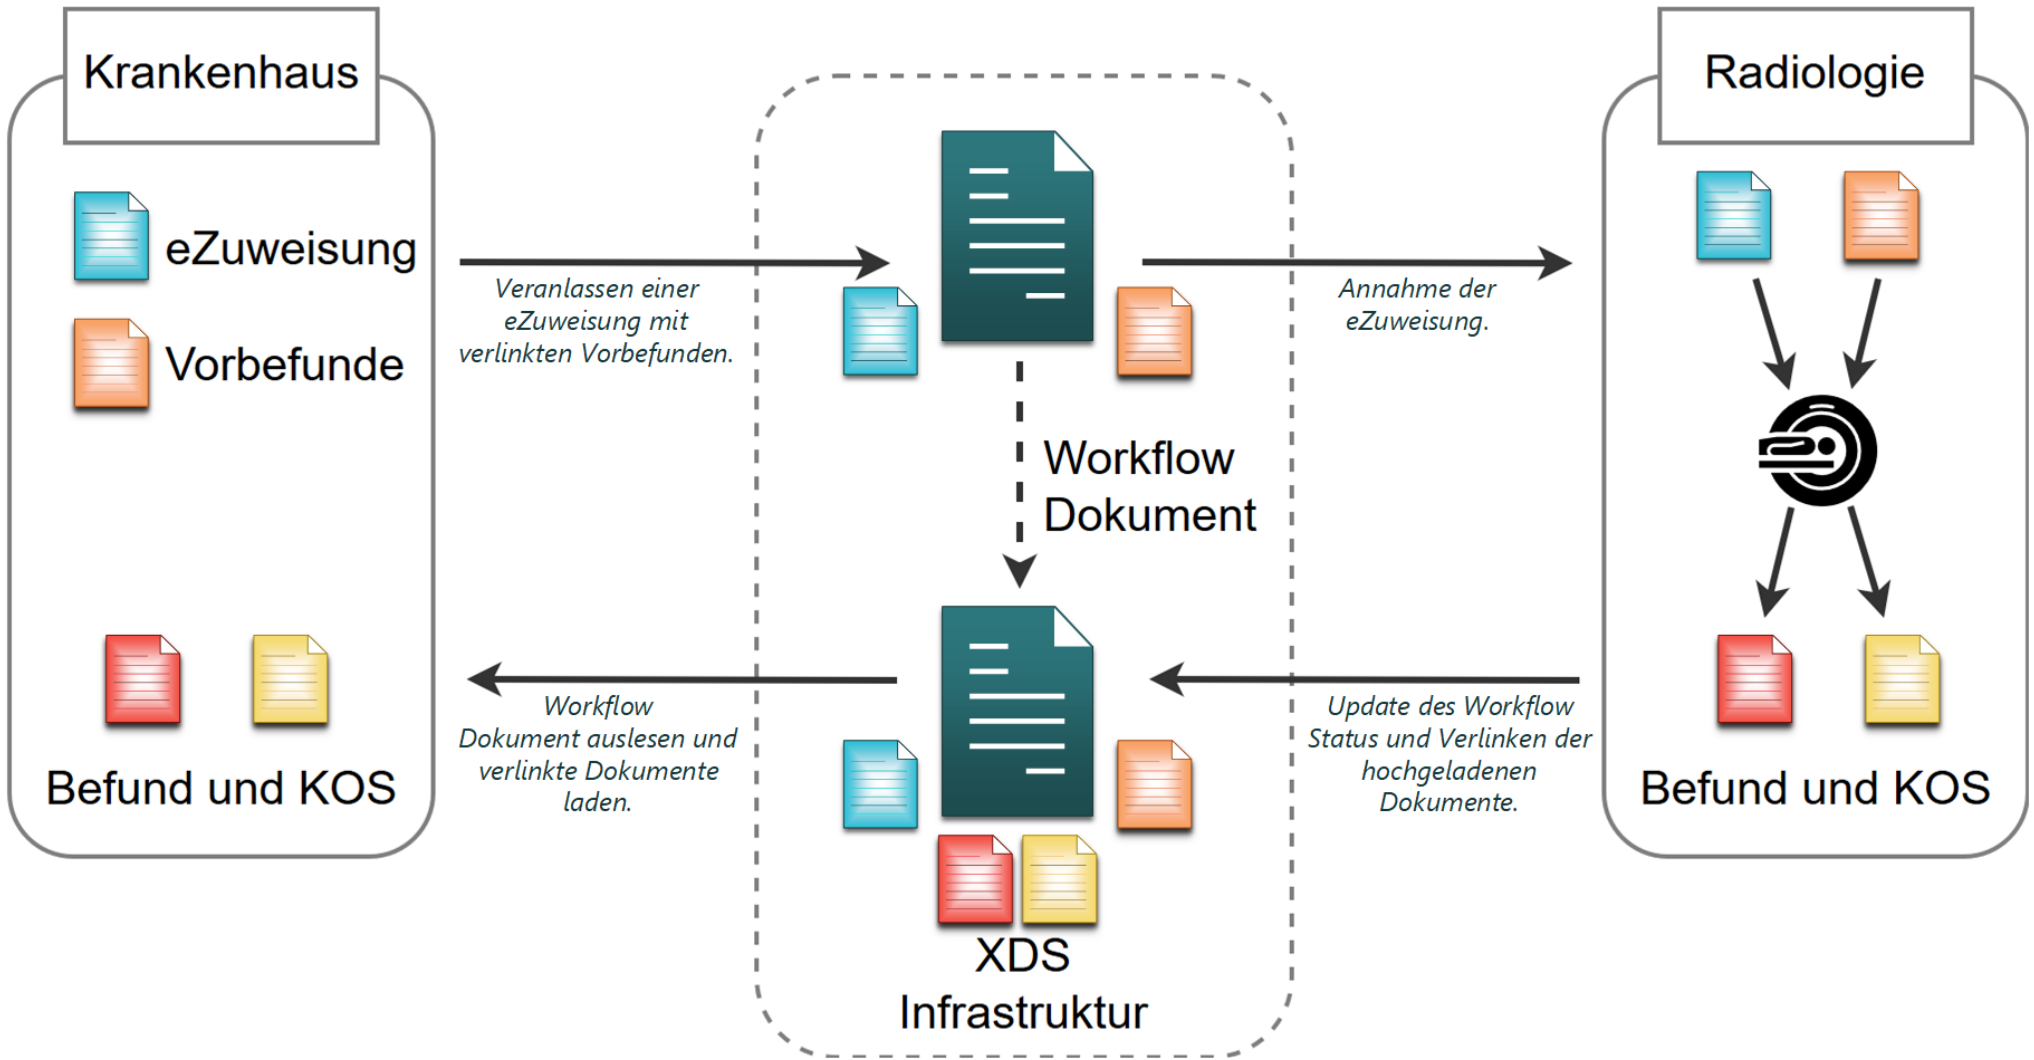 Krankenhaus
eZuweisung
Vorbefunde
Befund und KOS
Veranlassen einer
eZuweisung mit
verlinkten Vorbefunden.
Workflow
Dokument auslesen und
verlinkte Dokumente
laden.
Workflow
Dokument
XDS
Infrastruktur
Annahme der
eZuweisung.
Update des Workflow
Status und Verlinken der
hochgeladenen
Dokumente.
Radiologie
Befund und KOS